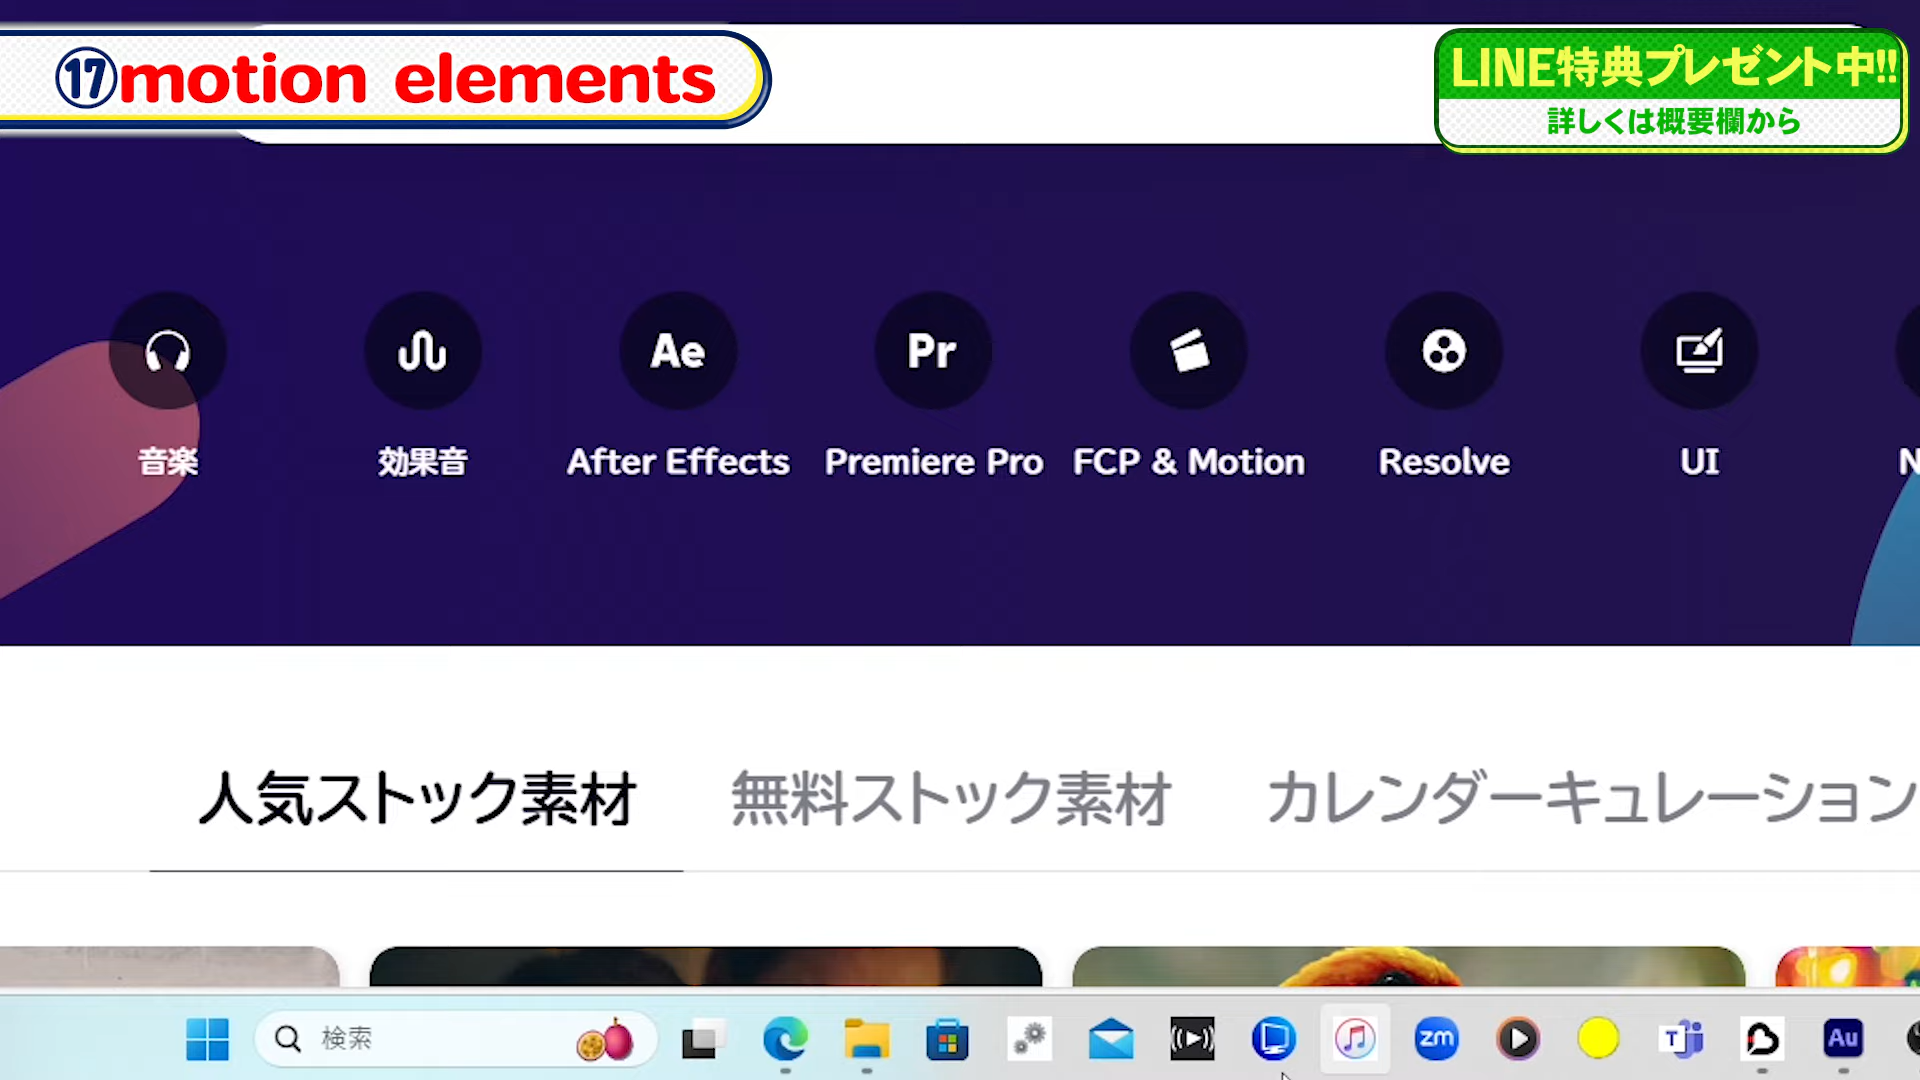 ⑰motion elements
LINE特典プレゼント中!!
詳しくは概要欄から
Ae
Pr
音楽
効果音
After Effects
Premiere Pro
FCP & Motion
Resolve
UI
N
人気ストック素材
無料ストック素材
カレンダーキュレーション
検索
zm
T
Au